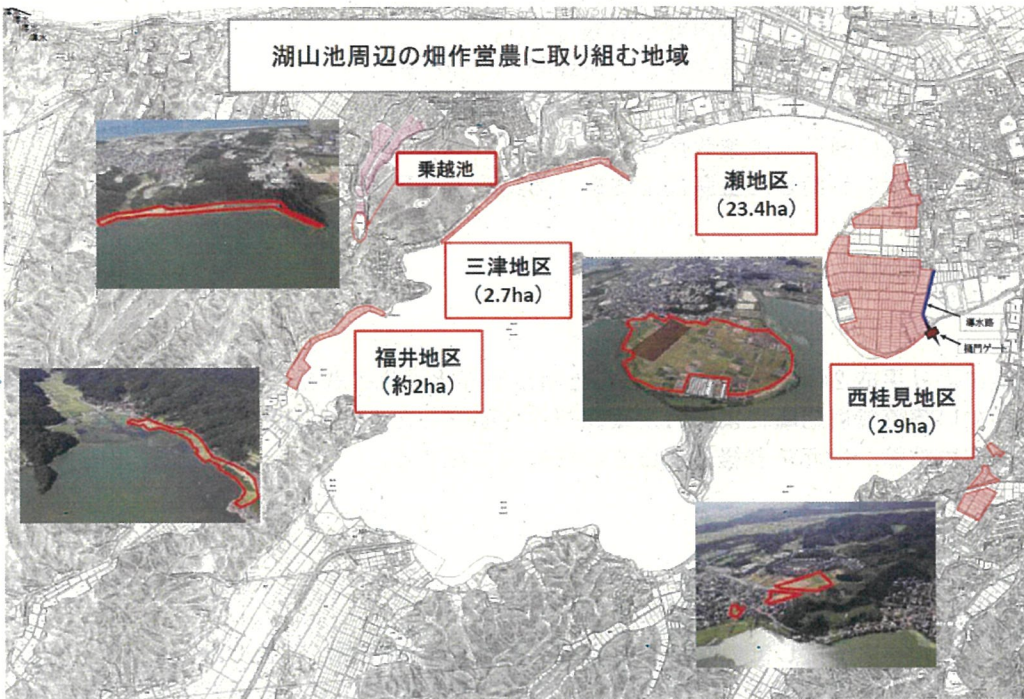 湖山池周辺の畑作営農に取り組む地域
乗越池
瀬地区
(23.4ha)
三津地区
(2.7ha)
福井地区
(約2ha)
導水路
樋門ゲート
西桂見地区
(2.9ha)